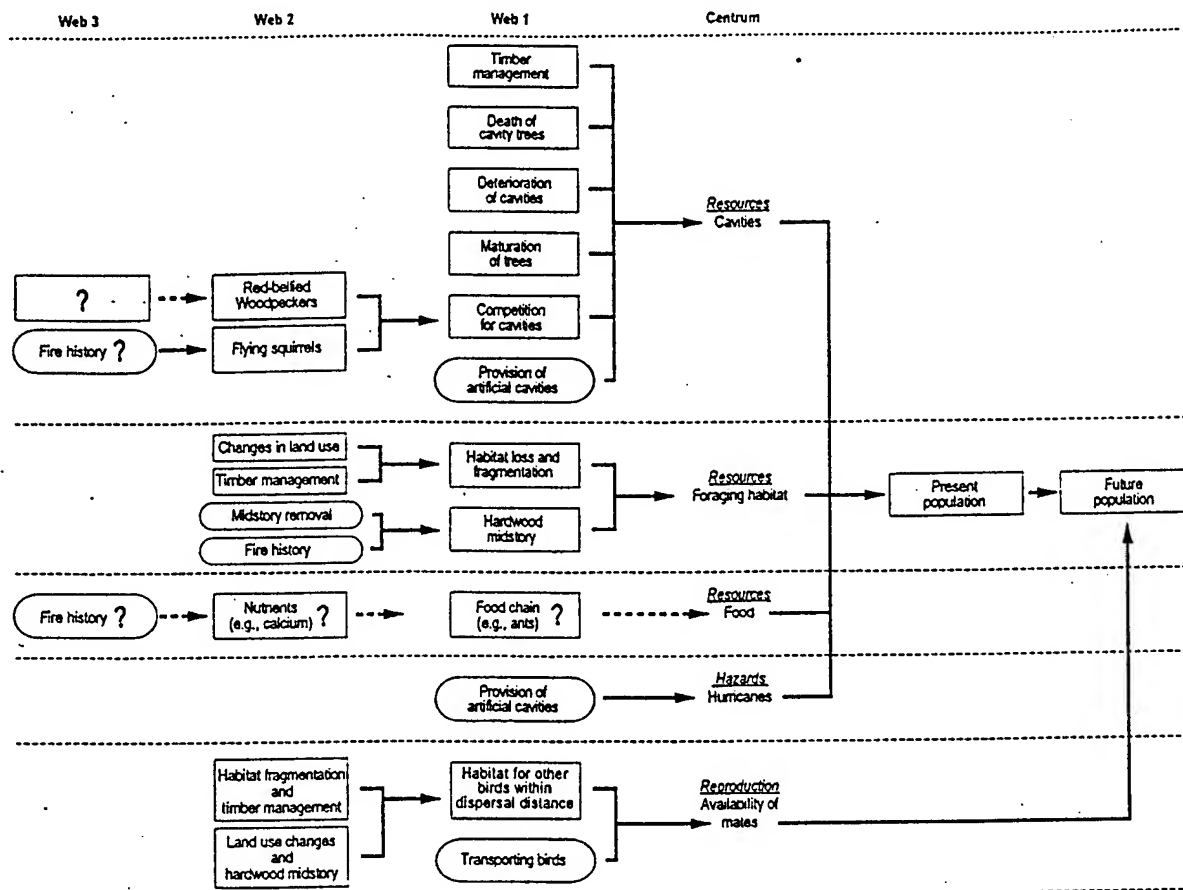 Web 3
Web 2
Web 1
Centrum
Timber
management
Death of
cavity trees
Deterioration
of cavities
Resources
Cavities
Maturation
of trees
?
Red-bellied
Woodpeckers
Competition
for cavities
Fire history ?
Flying squirrels
Provision of
artificial cavities
Changes in land use
Timber management
Habitat loss and
fragmentation
Resources
Foraging habitat
Present
population
Future
population
Midstory removal
Fire history
Hardwood
midstory
Fire history ?
Nutrients
(e.g., calcium) ?
Food chain
(e.g., ants) ?
Resources
Food
Provision of
artificial cavities
Hazards
Hurricanes
Habitat fragmentation
and
timber management
Habitat for other
birds within
dispersal distance
Reproduction
Availability of
mates
Land use changes
and
hardwood midstory
Transporting birds